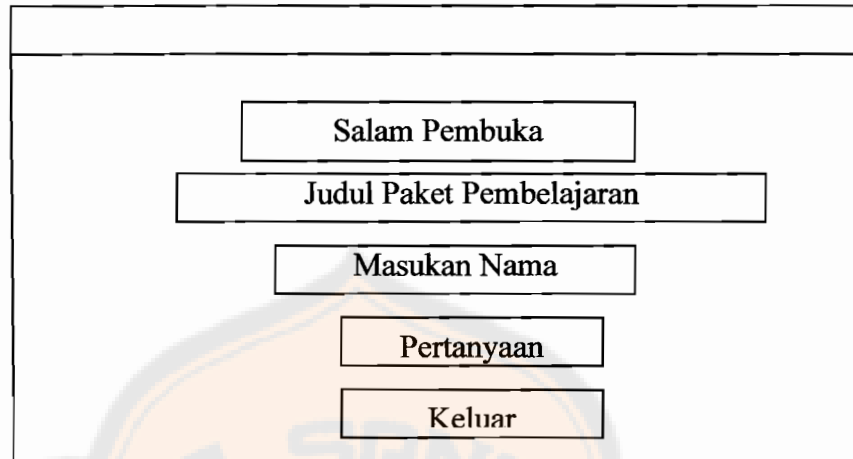 Salam Pembuka
Judul Paket Pembelajaran
Masukan Nama
Pertanyaan
Keluar